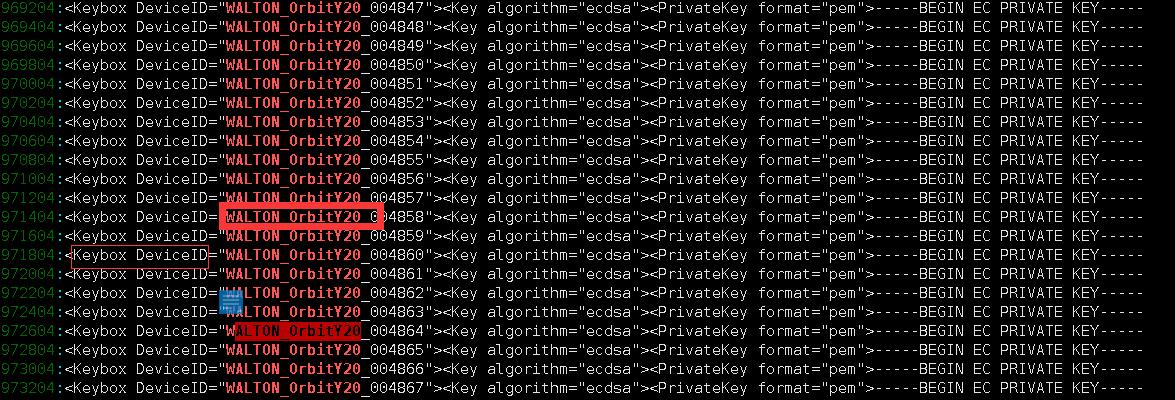 969204:<Keybox DeviceID="WALTON_OrbitY20_004847"><Key algorithm="ecdsa"><PrivateKey format="pem">-----BEGIN EC PRIVATE KEY-----
969404:<Keybox DeviceID="WALTON_OrbitY20_004848"><Key algorithm="ecdsa"><PrivateKey format="pem">-----BEGIN EC PRIVATE KEY-----
969604:<Keybox DeviceID="WALTON_OrbitY20_004849"><Key algorithm="ecdsa"><PrivateKey format="pem">-----BEGIN EC PRIVATE KEY-----
969804:<Keybox DeviceID="WALTON_OrbitY20_004850"><Key algorithm="ecdsa"><PrivateKey format="pem">-----BEGIN EC PRIVATE KEY-----
970004:<Keybox DeviceID="WALTON_OrbitY20_004851"><Key algorithm="ecdsa"><PrivateKey format="pem">-----BEGIN EC PRIVATE KEY-----
970204:<Keybox DeviceID="WALTON_OrbitY20_004852"><Key algorithm="ecdsa"><PrivateKey format="pem">-----BEGIN EC PRIVATE KEY-----
970404:<Keybox DeviceID="WALTON_OrbitY20_004853"><Key algorithm="ecdsa"><PrivateKey format="pem">-----BEGIN EC PRIVATE KEY-----
970604:<Keybox DeviceID="WALTON_OrbitY20_004854"><Key algorithm="ecdsa"><PrivateKey format="pem">-----BEGIN EC PRIVATE KEY-----
970804:<Keybox DeviceID="WALTON_OrbitY20_004855"><Key algorithm="ecdsa"><PrivateKey format="pem">-----BEGIN EC PRIVATE KEY-----
971004:<Keybox DeviceID="WALTON_OrbitY20_004856"><Key algorithm="ecdsa"><PrivateKey format="pem">-----BEGIN EC PRIVATE KEY-----
971204:<Keybox DeviceID="WALTON_OrbitY20_004857"><Key algorithm="ecdsa"><PrivateKey format="pem">-----BEGIN EC PRIVATE KEY-----
971404:<Keybox DeviceID="WALTON_OrbitY20_004858"><Key algorithm="ecdsa"><PrivateKey format="pem">-----BEGIN EC PRIVATE KEY-----
971604:<Keybox DeviceID="WALTON_OrbitY20_004859"><Key algorithm="ecdsa"><PrivateKey format="pem">-----BEGIN EC PRIVATE KEY-----
971804:<Keybox DeviceID="WALTON_OrbitY20_004860"><Key algorithm="ecdsa"><PrivateKey format="pem">-----BEGIN EC PRIVATE KEY-----
972004:<Keybox DeviceID="WALTON_OrbitY20_004861"><Key algorithm="ecdsa"><PrivateKey format="pem">-----BEGIN EC PRIVATE KEY-----
972204:<Keybox DeviceID="WALTON_OrbitY20_004862"><Key algorithm="ecdsa"><PrivateKey format="pem">-----BEGIN EC PRIVATE KEY-----
972404:<Keybox DeviceID="WALTON_OrbitY20_004863"><Key algorithm="ecdsa"><PrivateKey format="pem">-----BEGIN EC PRIVATE KEY-----
972604:<Keybox DeviceID="WALTON_OrbitY20_004864"><Key algorithm="ecdsa"><PrivateKey format="pem">-----BEGIN EC PRIVATE KEY-----
972804:<Keybox DeviceID="WALTON_OrbitY20_004865"><Key algorithm="ecdsa"><PrivateKey format="pem">-----BEGIN EC PRIVATE KEY-----
973004:<Keybox DeviceID="WALTON_OrbitY20_004866"><Key algorithm="ecdsa"><PrivateKey format="pem">-----BEGIN EC PRIVATE KEY-----
973204:<Keybox DeviceID="WALTON_OrbitY20_004867"><Key algorithm="ecdsa"><PrivateKey format="pem">-----BEGIN EC PRIVATE KEY-----